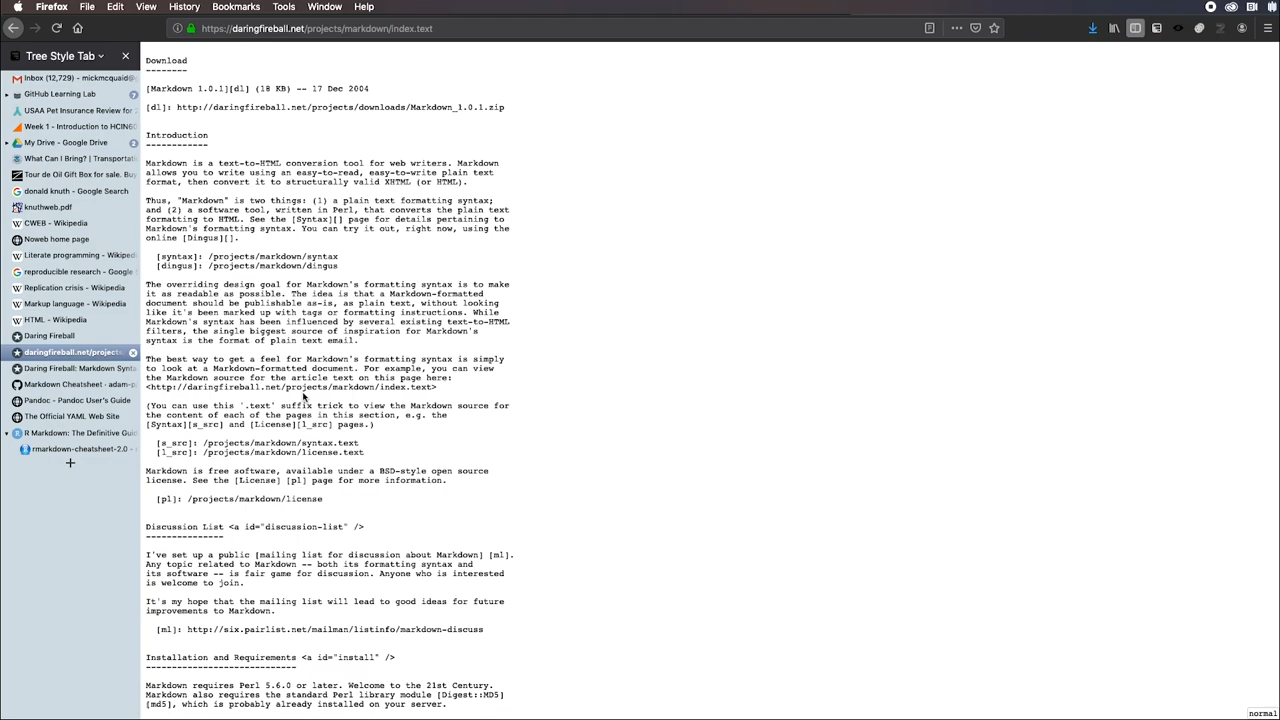 Firefox File Edit View History Bookmarks Tools Window Help
https://daringfireball.net/projects/markdown/index.text
Tree Style Tab
Inbox (12,729) - mickmcquaid@
GitHub Learning Lab
USAA Pet Insurance Review for
Week 1 - Introduction to HCIN6
My Drive - Google Drive 2
What Can I Bring? | Transportat
Tour de Oil Gift Box for sale. Buy
donald knuth - Google Search
knuthweb.pdf
CWEB - Wikipedia
Noweb home page
Literate programming - Wikiped
reproducible research - Google
Replication crisis - Wikipedia
Markup language - Wikipedia
HTML - Wikipedia
Daring Fireball
daringfireball.net/projects
Daring Fireball: Markdown Synta
Markdown Cheatsheet · adam-p
Pandoc - Pandoc User's Guide
The Official YAML Web Site
R Markdown: The Definitive Guid
rmarkdown-cheatsheet-2.0 -
Download
--------
[Markdown 1.0.1][dl] (18 KB) -- 17 Dec 2004
[dl]: http://daringfireball.net/projects/downloads/Markdown_1.0.1.zip
Introduction
------------
Markdown is a text-to-HTML conversion tool for web writers. Markdown
allows you to write using an easy-to-read, easy-to-write plain text
format, then convert it to structurally valid XHTML (or HTML).
Thus, "Markdown" is two things: (1) a plain text formatting syntax;
and (2) a software tool, written in Perl, that converts the plain text
formatting to HTML. See the [Syntax][] page for details pertaining to
Markdown's formatting syntax. You can try it out, right now, using the
online [Dingus][].
[syntax]: /projects/markdown/syntax
[dingus]: /projects/markdown/dingus
The overriding design goal for Markdown's formatting syntax is to make
it as readable as possible. The idea is that a Markdown-formatted
document should be publishable as-is, as plain text, without looking
like it's been marked up with tags or formatting instructions. While
Markdown's syntax has been influenced by several existing text-to-HTML
filters, the single biggest source of inspiration for Markdown's
syntax is the format of plain text email.
The best way to get a feel for Markdown's formatting syntax is simply
to look at a Markdown-formatted document. For example, you can view
the Markdown source for the article text on this page here:
<http://daringfireball.net/projects/markdown/index.text>
(You can use this '.text' suffix trick to view the Markdown source for
the content of each of the pages in this section, e.g. the
[Syntax][s_src] and [License][l_src] pages.)
[s_src]: /projects/markdown/syntax.text
[l_src]: /projects/markdown/license.text
Markdown is free software, available under a BSD-style open source
license. See the [License] [pl] page for more information.
[pl]: /projects/markdown/license
Discussion List <a id="discussion-list" />
---------------
I've set up a public [mailing list for discussion about Markdown] [ml].
Any topic related to Markdown -- both its formatting syntax and
its software -- is fair game for discussion. Anyone who is interested
is welcome to join.
It's my hope that the mailing list will lead to good ideas for future
improvements to Markdown.
[ml]: http://six.pairlist.net/mailman/listinfo/markdown-discuss
Installation and Requirements <a id="install" />
-----------------------------
Markdown requires Perl 5.6.0 or later. Welcome to the 21st Century.
Markdown also requires the standard Perl library module [Digest::MD5]
[md5], which is probably already installed on your server.
normal